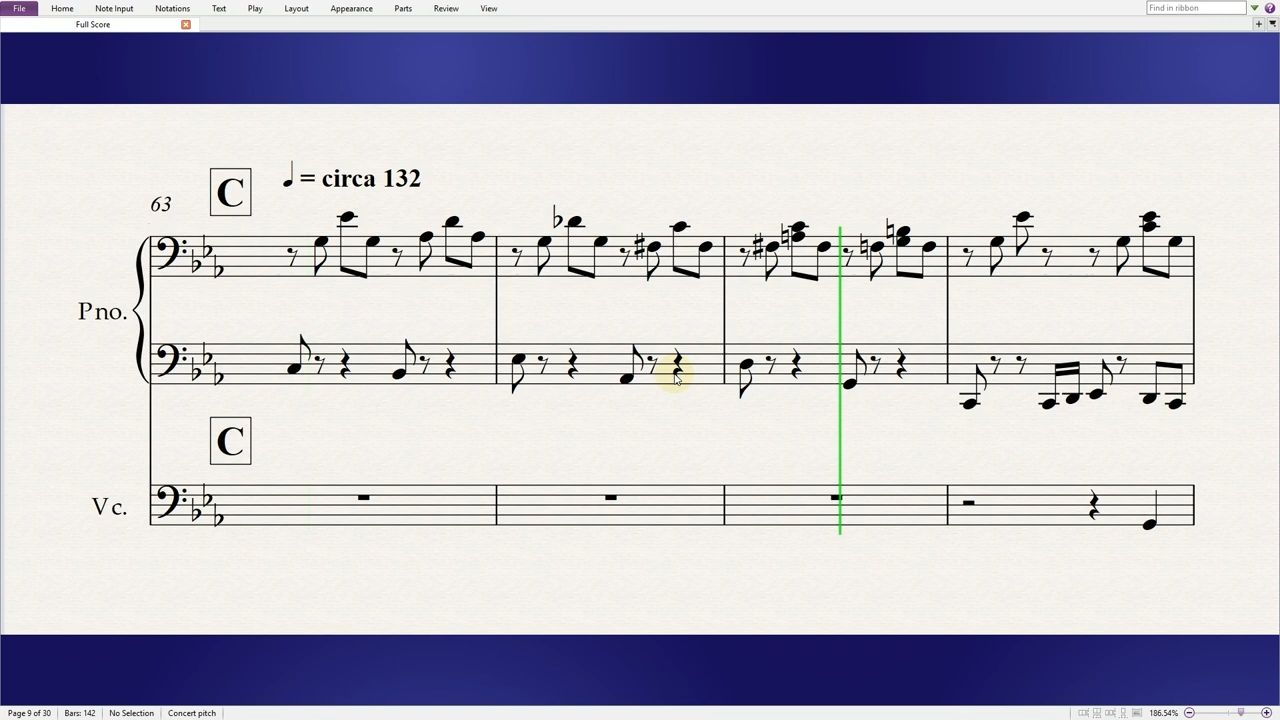 File Home Note Input Notations Text Play Layout Appearance Parts Review View Find in ribbon
Full Score
C = circa 132
63
Pno.
C
Vc.
Page 9 of 30 Bars: 142 No Selection Concert pitch 186.54%